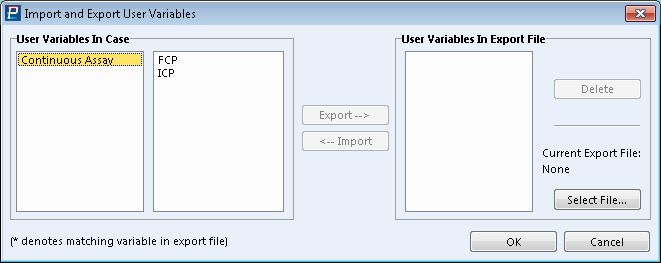 Import and Export User Variables
User Variables In Case
Continuous Assay
FCP
ICP
Export -->
<-- Import
User Variables In Export File
Delete
Current Export File:
None
Select File...
(* denotes matching variable in export file)
OK
Cancel